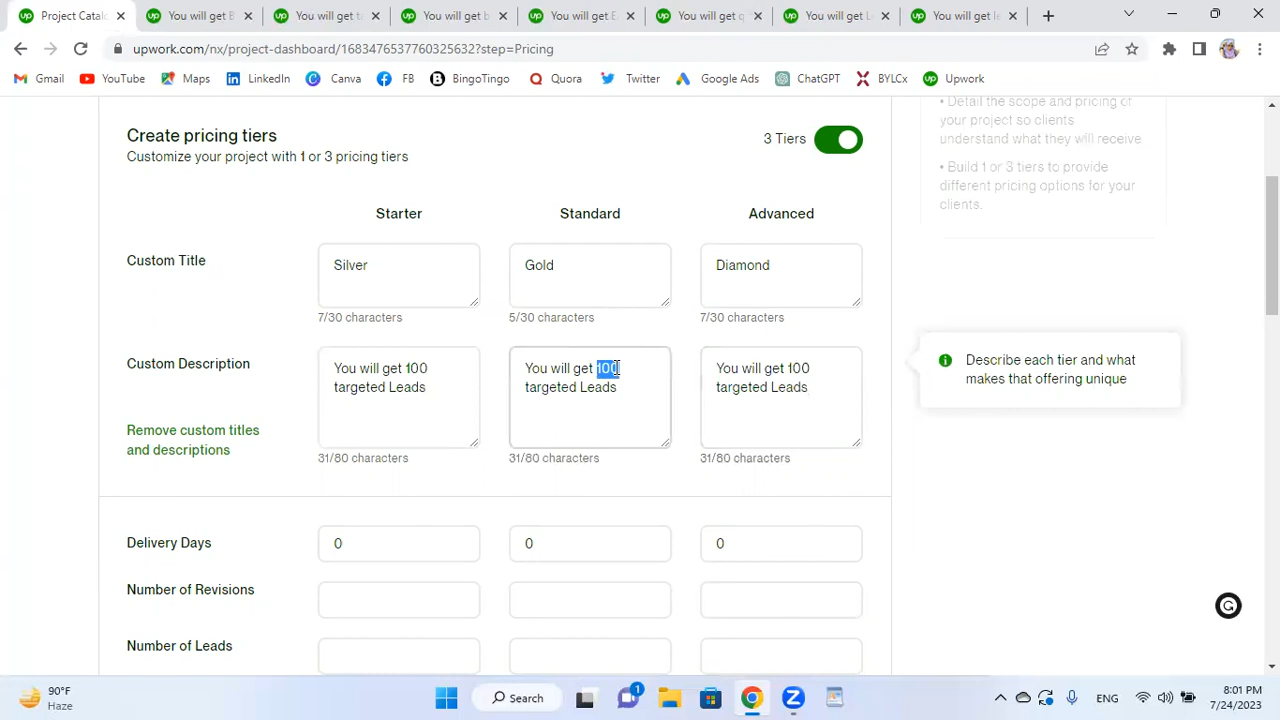 Project Catalo
You will get B
You will get t
You will get b
You will get E
You will get q
You will get L
You will get le
upwork.com/nx/project-dashboard/1683476537760325632?step=Pricing
Gmail YouTube Maps LinkedIn Canva FB BingoTingo Quora Twitter Google Ads ChatGPT BYLCx Upwork
Create pricing tiers
Customize your project with 1 or 3 pricing tiers
3 Tiers
• Detail the scope and pricing of
your project so clients
understand what they will receive.
• Build 1 or 3 tiers to provide
different pricing options for your
clients.
Starter Standard Advanced
Custom Title
Silver Gold Diamond
7/30 characters 5/30 characters 7/30 characters
Custom Description
You will get 100
targeted Leads
You will get 100
targeted Leads
You will get 100
targeted Leads
Remove custom titles
and descriptions
31/80 characters 31/80 characters 31/80 characters
Describe each tier and what
makes that offering unique
Delivery Days 0 0 0
Number of Revisions
Number of Leads
90°F
Haze
Search
1
ENG
8:01 PM
7/24/2023